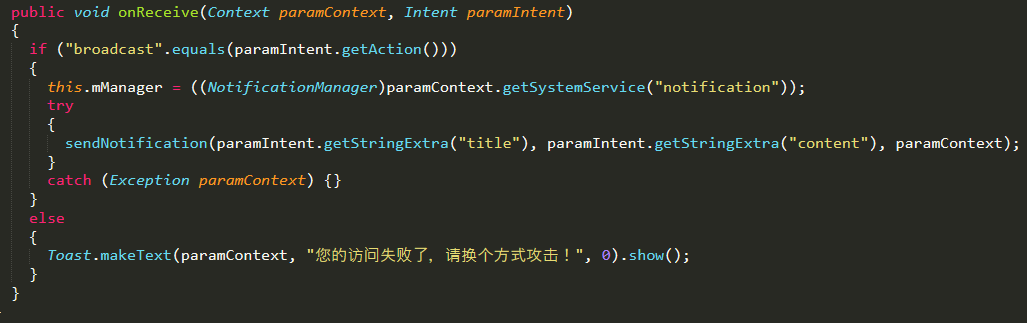 public void onReceive(Context paramContext, Intent paramIntent)
{
if ("broadcast".equals(paramIntent.getAction()))
{
this.mManager = ((NotificationManager)paramContext.getSystemService("notification"));
try
{
sendNotification(paramIntent.getStringExtra("title"), paramIntent.getStringExtra("content"), paramContext);
}
catch (Exception paramContext) {}
}
else
{
Toast.makeText(paramContext, "您的访问失败了，请换个方式攻击！", 0).show();
}
}